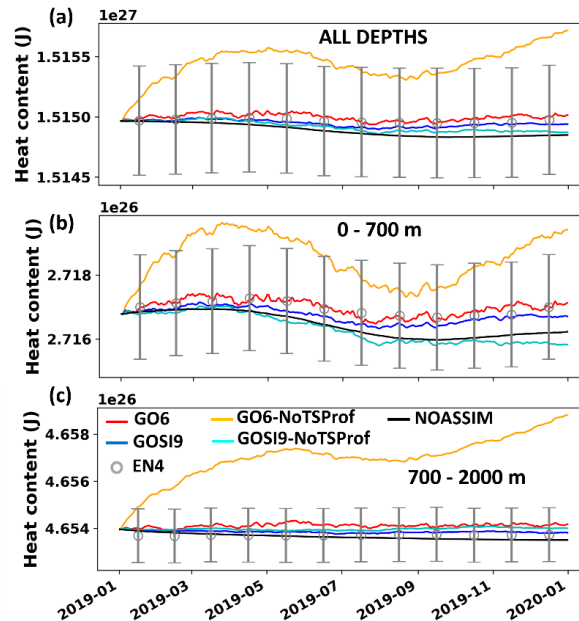 (a)
1e27
ALL DEPTHS
Heat content (J)
1.5155
1.5150
1.5145
(b)
1e26
0 - 700 m
Heat content (J)
2.718
2.716
(c)
1e26
GO6
GO6-NoTSProf
NOASSIM
GOSI9
GOSI9-NoTSProf
EN4
700 - 2000 m
Heat content (J)
4.658
4.656
4.654
2019-01
2019-03
2019-05
2019-07
2019-09
2019-11
2020-01